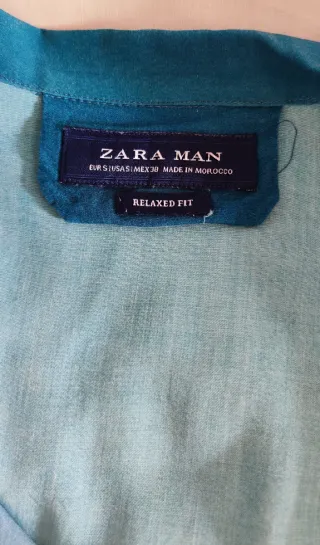 ZARA MAN
EUR S | USA S | MEX 38 MADE IN MOROCCO
RELAXED FIT